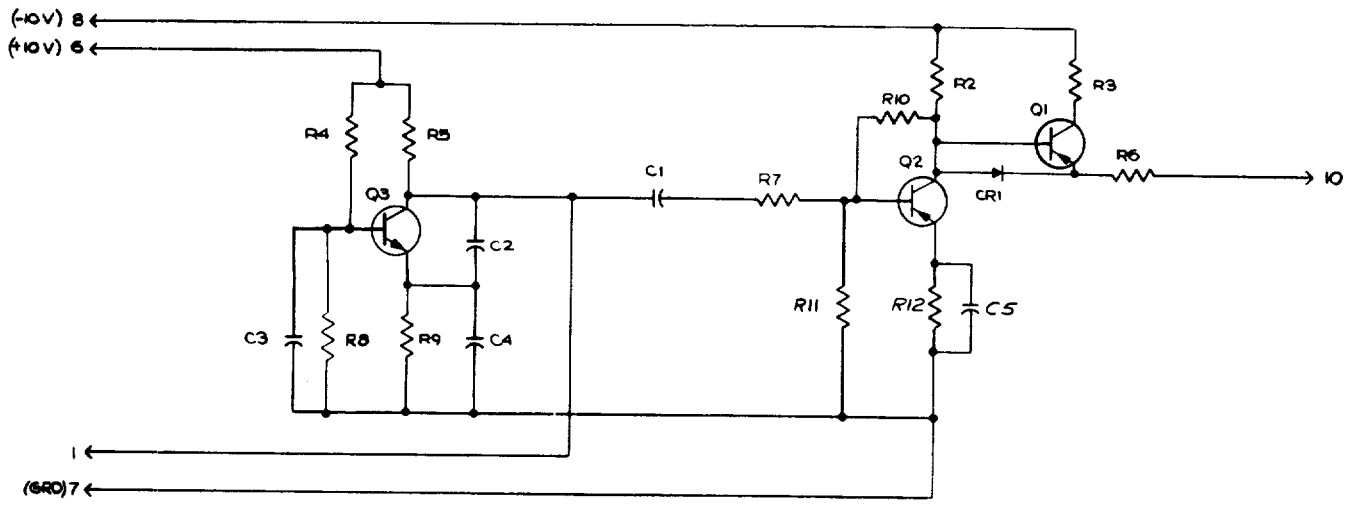 (-10V) 8
(+10V) 6
R2
R3
R10
Q1
R4
R5
R6
C1
R7
Q2
10
Q3
CR1
C2
R11
R12
C5
C3
R8
R9
C4
1
(GRD) 7